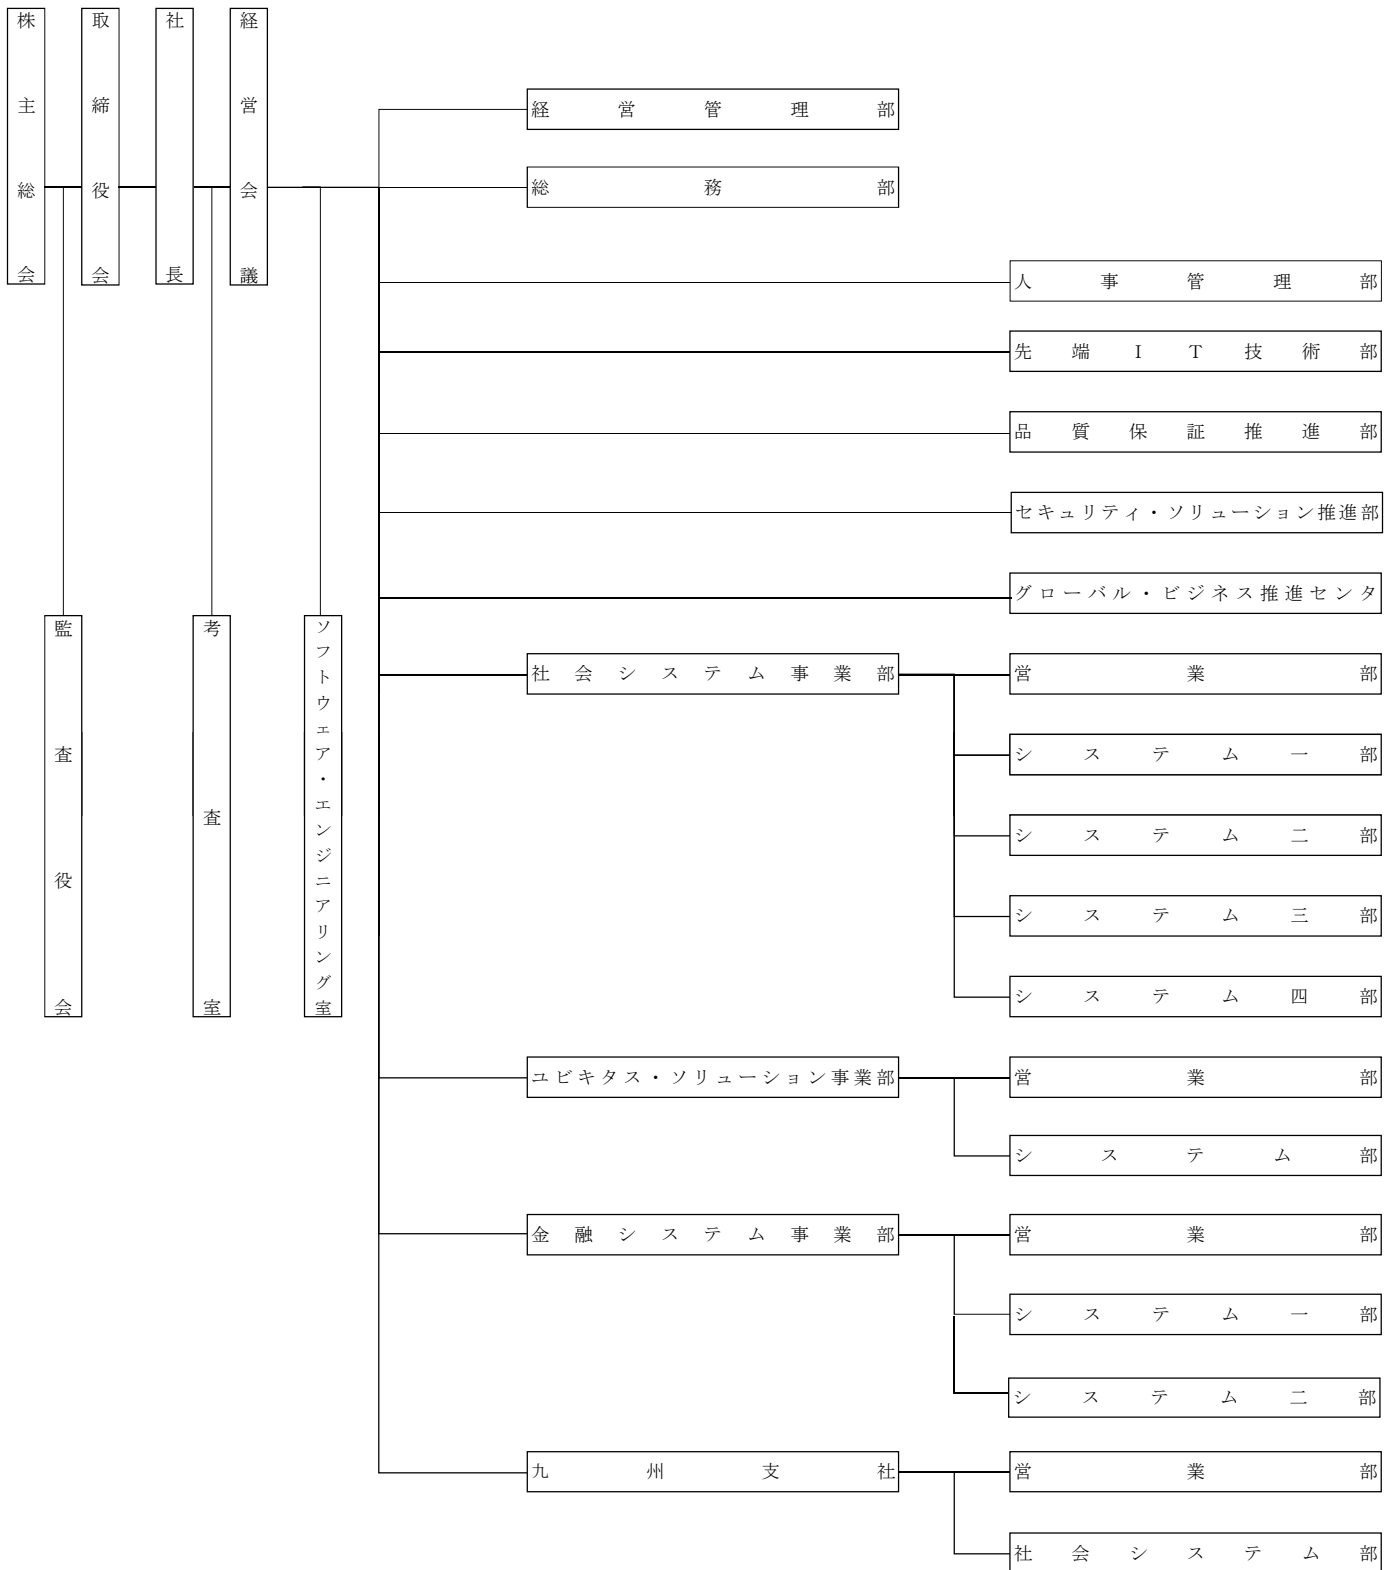 株主総会
取締役会
社長
経営会議
経営管理部
総務部
人事管理部
先端IT技術部
品質保証推進部
セキュリティ・ソリューション推進部
グローバル・ビジネス推進センタ
監査役会
考査室
ソフトウェア・エンジニアリング室
社会システム事業部
営業部
システム一部
システム二部
システム三部
システム四部
ユビキタス・ソリューション事業部
営業部
システム部
金融システム事業部
営業部
システム一部
システム二部
九州支社
営業部
社会システム部